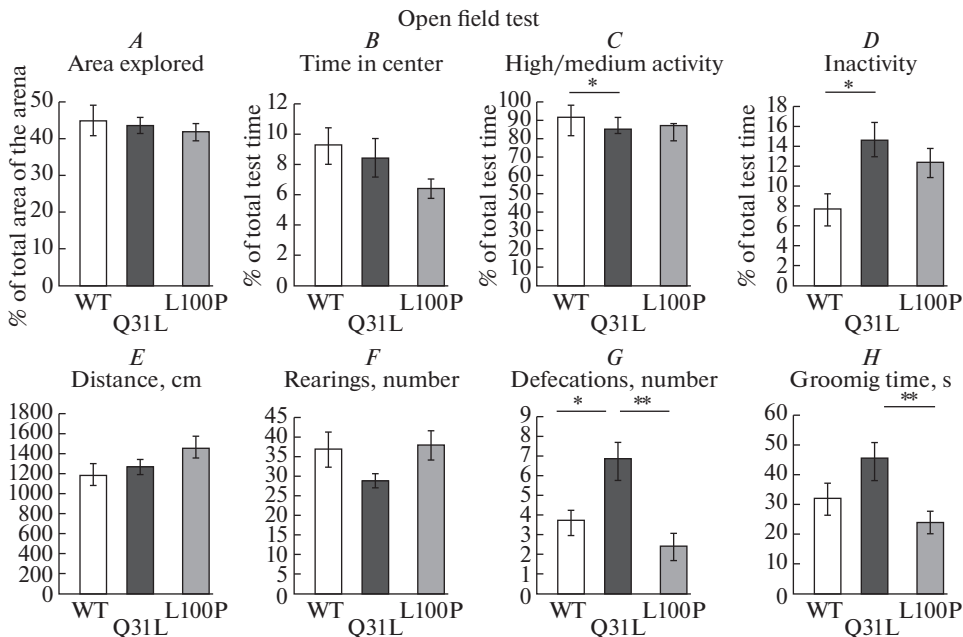 Open field test
A
Area explored
% of total area of the arena
50
40
30
20
10
0
WT
L100P
Q31L
B
Time in center
% of total test time
12
10
8
6
4
2
0
WT
L100P
Q31L
C
High/medium activity
% of total test time
100
90
80
70
60
50
40
30
20
10
0
*
WT
L100P
Q31L
D
Inactivity
% of total test time
18
16
14
12
10
8
6
4
2
0
*
WT
L100P
Q31L
E
Distance, cm
1800
1600
1400
1200
1000
800
600
400
200
0
WT
L100P
Q31L
F
Rearings, number
45
40
35
30
25
20
15
10
5
0
WT
L100P
Q31L
G
Defecations, number
9
8
7
6
5
4
3
2
1
0
*
**
WT
L100P
Q31L
H
Groomig time, s
60
50
40
30
20
10
0
**
WT
L100P
Q31L